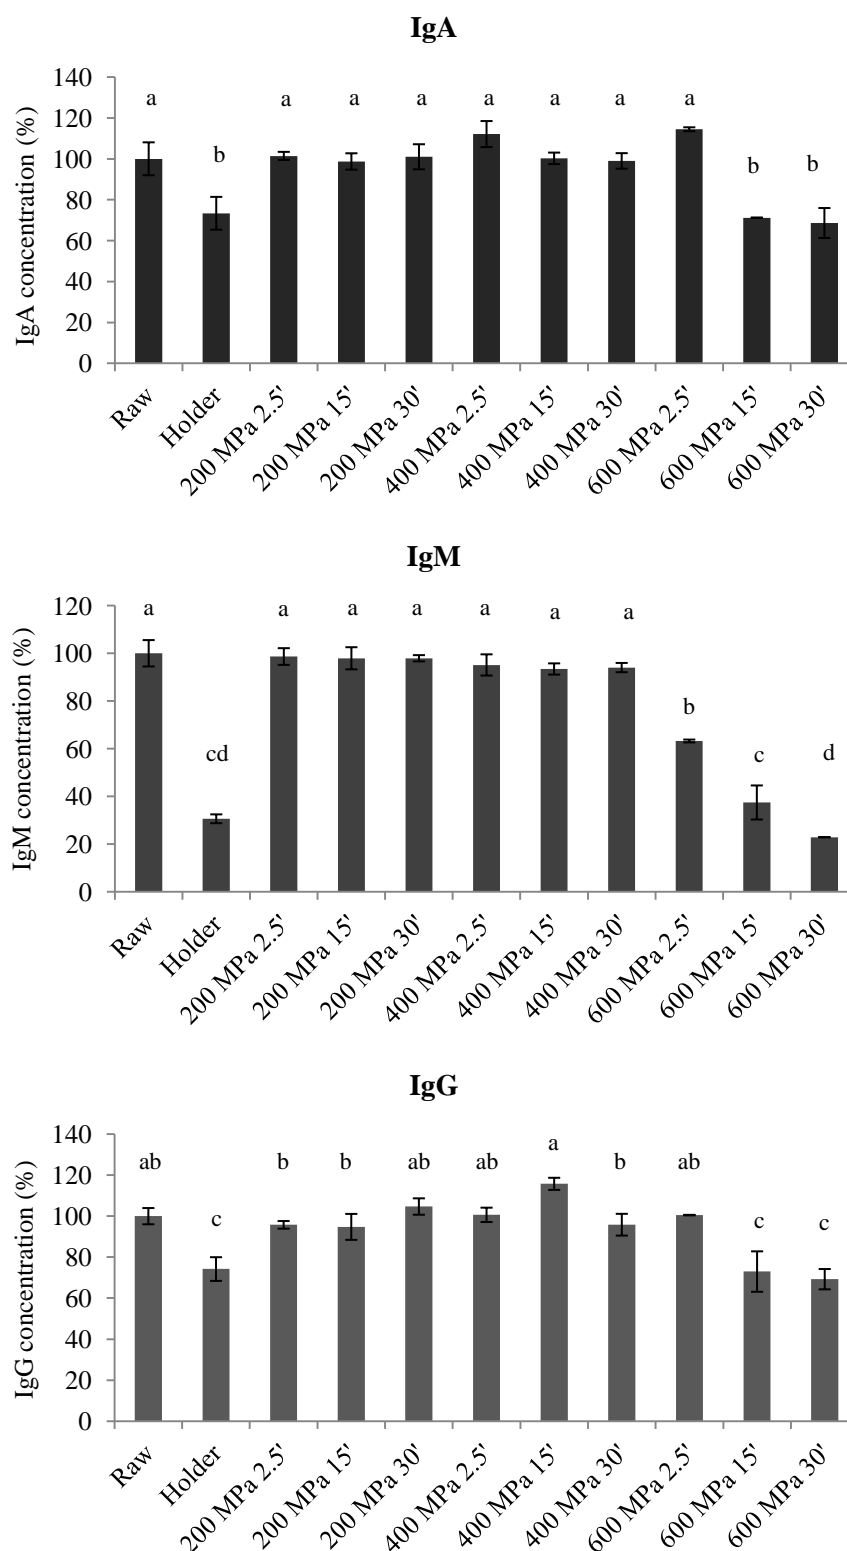 IgA
140
120
100
80
60
40
20
0
IgA concentration (%)
a
b
a
a
a
a
a
a
a
b
b
Raw
Holder
200 MPa 2.5'
200 MPa 15'
200 MPa 30'
400 MPa 2.5'
400 MPa 15'
400 MPa 30'
600 MPa 2.5'
600 MPa 15'
600 MPa 30'
IgM
120
100
80
60
40
20
0
IgM concentration (%)
a
cd
a
a
a
a
a
a
b
c
d
Raw
Holder
200 MPa 2.5'
200 MPa 15'
200 MPa 30'
400 MPa 2.5'
400 MPa 15'
400 MPa 30'
600 MPa 2.5'
600 MPa 15'
600 MPa 30'
IgG
140
120
100
80
60
40
20
0
IgG concentration (%)
ab
c
b
b
ab
ab
a
b
ab
c
c
Raw
Holder
200 MPa 2.5'
200 MPa 15'
200 MPa 30'
400 MPa 2.5'
400 MPa 15'
400 MPa 30'
600 MPa 2.5'
600 MPa 15'
600 MPa 30'